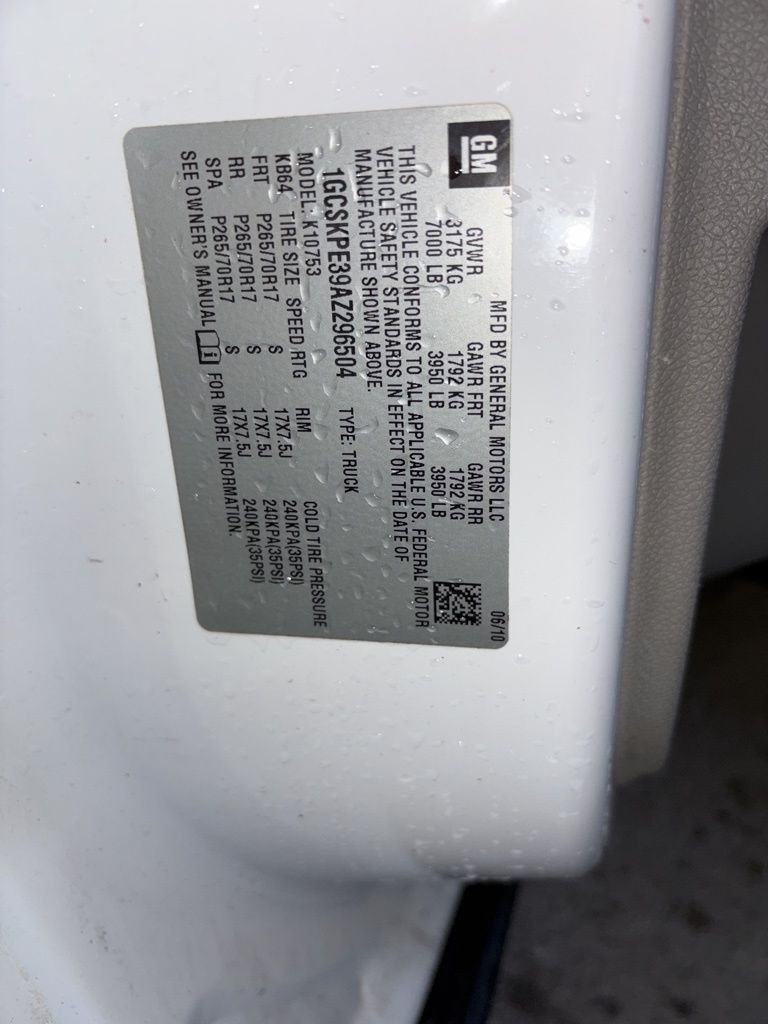 GM
MFD BY GENERAL MOTORS LLC 06/10
GVWR GAWR FRT GAWR RR
3175 KG 1792 KG 1792 KG
7000 LB 3950 LB 3950 LB
THIS VEHICLE CONFORMS TO ALL APPLICABLE U.S. FEDERAL MOTOR
VEHICLE SAFETY STANDARDS IN EFFECT ON THE DATE OF
MANUFACTURE SHOWN ABOVE.
1GCSKPE39AZ296504 TYPE: TRUCK
MODEL: K10753
KB64 TIRE SIZE SPEED RTG RIM COLD TIRE PRESSURE
FRT P265/70R17 S 17X7.5J 240KPA(35PSI)
RR P265/70R17 S 17X7.5J 240KPA(35PSI)
SPA P265/70R17 S 17X7.5J 240KPA(35PSI)
SEE OWNER'S MANUAL i FOR MORE INFORMATION.